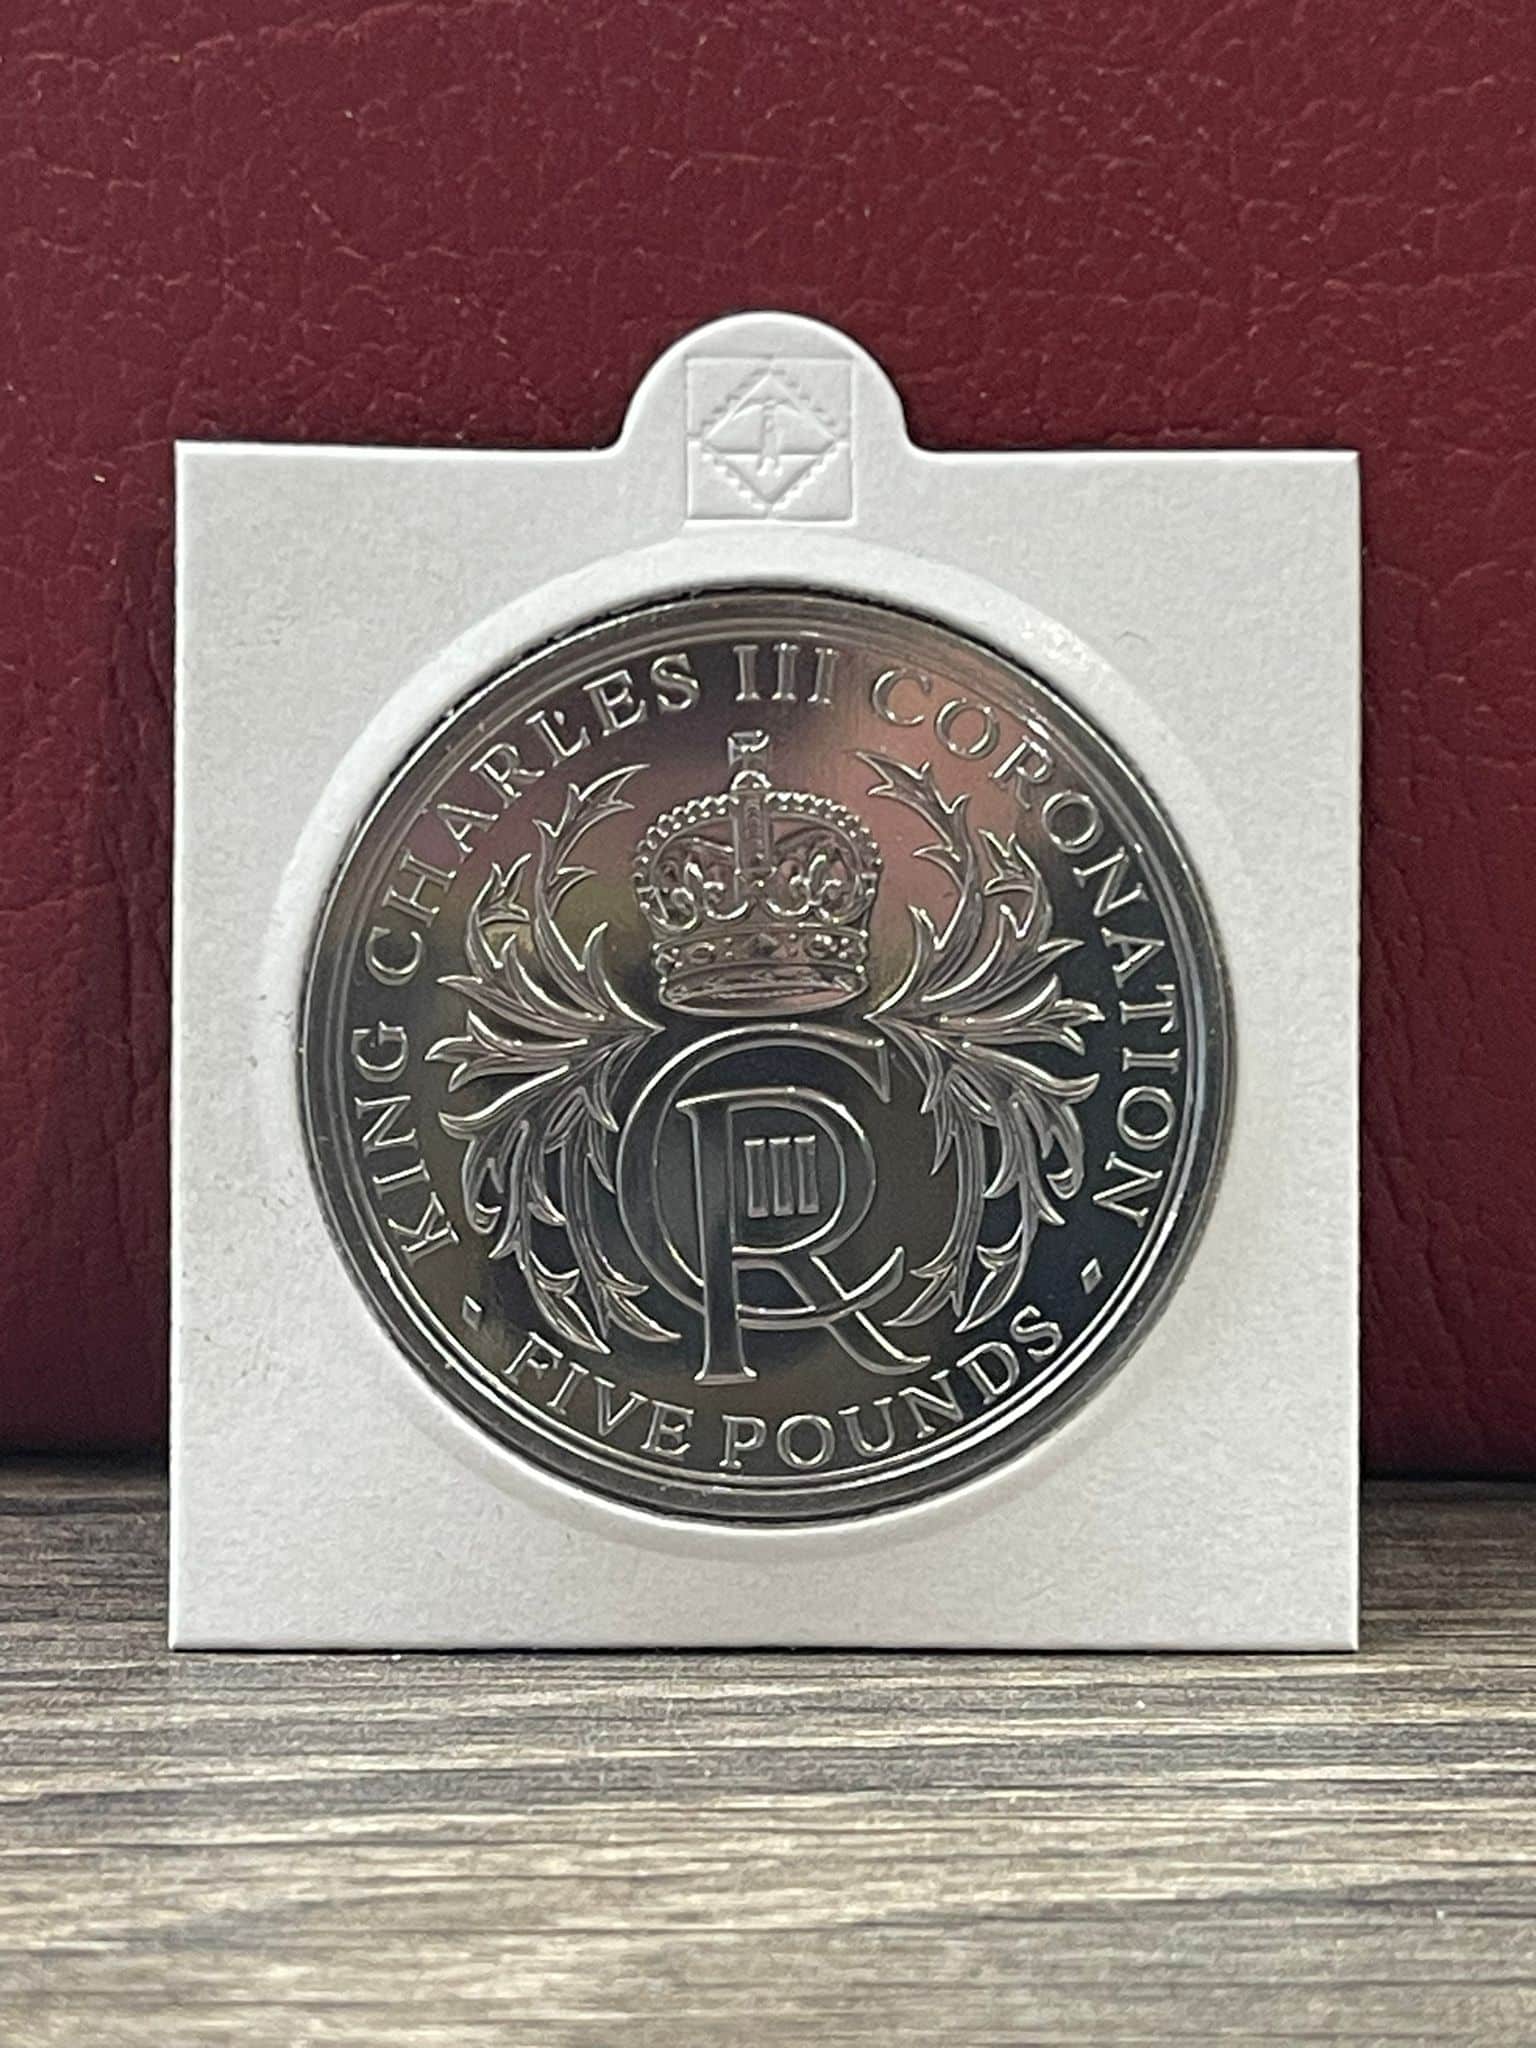 KING CHARLES III CORONATION
CR III
· FIVE POUNDS ·